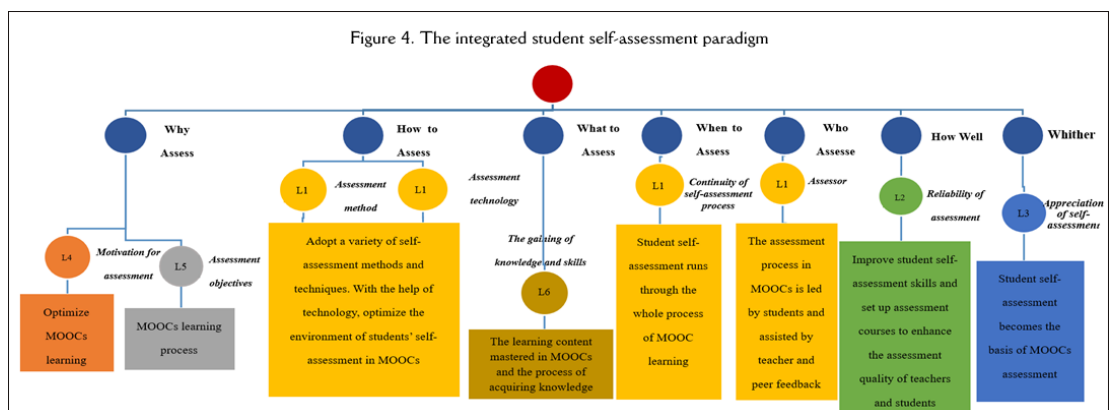 Figure 4. The integrated student self-assessment paradigm
Why
Assess
How to
Assess
What to
Assess
When to
Assess
Who
Assesse
How Well
Whither
L1
Assessment
method
L1
Assessment
technology
L1
Continuity of
self-assessment
process
L1
Assessor
L2
Reliability of
assessment
L3
Appreciation
of self-
assessment
L4
Motivation for
assessment
L5
Assessment
objectives
The gaining of
knowledge and skills
L6
Optimize
MOOCs
learning
MOOCs learning
process
Adopt a variety of self-
assessment methods and
techniques. With the help of
technology, optimize the
environment of students' self-
assessment in MOOCs
The learning content
mastered in MOOCs
and the process of
acquiring knowledge
Student self-
assessment runs
through the
whole process
of MOOC
learning
The
assessment
process in
MOOCs is led
by students and
assisted by
teacher and
peer feedback
Improve student self-
assessment skills and
set up assessment
courses to enhance
the assessment
quality of teachers
and students
Student self-
assessment
becomes the
basis of MOOCs
assessment